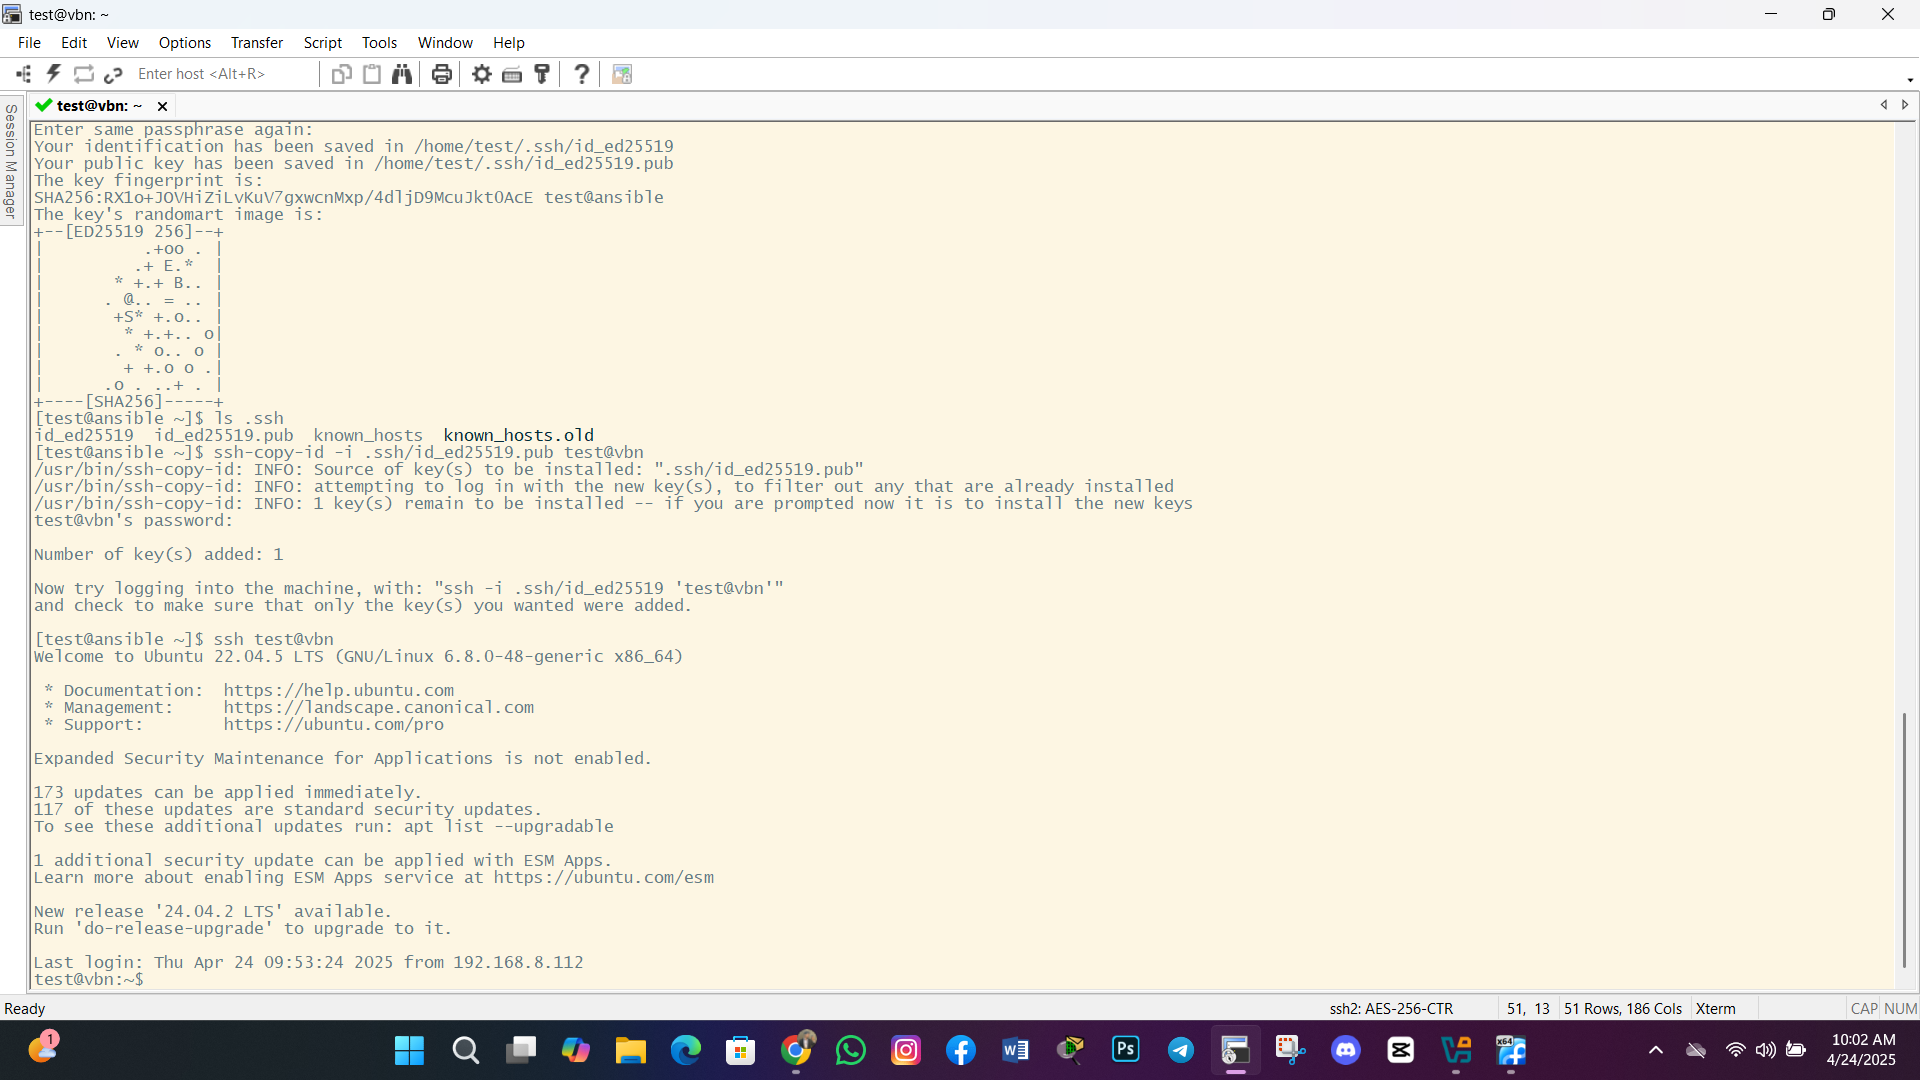 test@vbn: ~
File Edit View Options Transfer Script Tools Window Help
Enter host <Alt+R>
Session Manager
test@vbn: ~
Enter same passphrase again:
Your identification has been saved in /home/test/.ssh/id_ed25519
Your public key has been saved in /home/test/.ssh/id_ed25519.pub
The key fingerprint is:
SHA256:RX1o+JOVHiZiLvKuV7gxwcnMxp/4dljD9McuJktOAcE test@ansible
The key's randomart image is:
+--[ED25519 256]--+
|          .+oo . |
|         .+ E.*  |
|       * +.+ B.. |
|      . @.. = .. |
|       +S* +.o.. |
|        * +.+.. o|
|       . * o.. o |
|        + +.o o .|
|      .o . ..+ . |
+----[SHA256]-----+
[test@ansible ~]$ ls .ssh
id_ed25519  id_ed25519.pub  known_hosts  known_hosts.old
[test@ansible ~]$ ssh-copy-id -i .ssh/id_ed25519.pub test@vbn
/usr/bin/ssh-copy-id: INFO: Source of key(s) to be installed: ".ssh/id_ed25519.pub"
/usr/bin/ssh-copy-id: INFO: attempting to log in with the new key(s), to filter out any that are already installed
/usr/bin/ssh-copy-id: INFO: 1 key(s) remain to be installed -- if you are prompted now it is to install the new keys
test@vbn's password:
Number of key(s) added: 1
Now try logging into the machine, with: "ssh -i .ssh/id_ed25519 'test@vbn'"
and check to make sure that only the key(s) you wanted were added.
[test@ansible ~]$ ssh test@vbn
Welcome to Ubuntu 22.04.5 LTS (GNU/Linux 6.8.0-48-generic x86_64)
 * Documentation:  https://help.ubuntu.com
 * Management:     https://landscape.canonical.com
 * Support:        https://ubuntu.com/pro
Expanded Security Maintenance for Applications is not enabled.
173 updates can be applied immediately.
117 of these updates are standard security updates.
To see these additional updates run: apt list --upgradable
1 additional security update can be applied with ESM Apps.
Learn more about enabling ESM Apps service at https://ubuntu.com/esm
New release '24.04.2 LTS' available.
Run 'do-release-upgrade' to upgrade to it.
Last login: Thu Apr 24 09:53:24 2025 from 192.168.8.112
test@vbn:~$
Ready ssh2: AES-256-CTR 51, 13 51 Rows, 186 Cols Xterm CAP NUM
1
Ps
x64
10:02 AM
4/24/2025